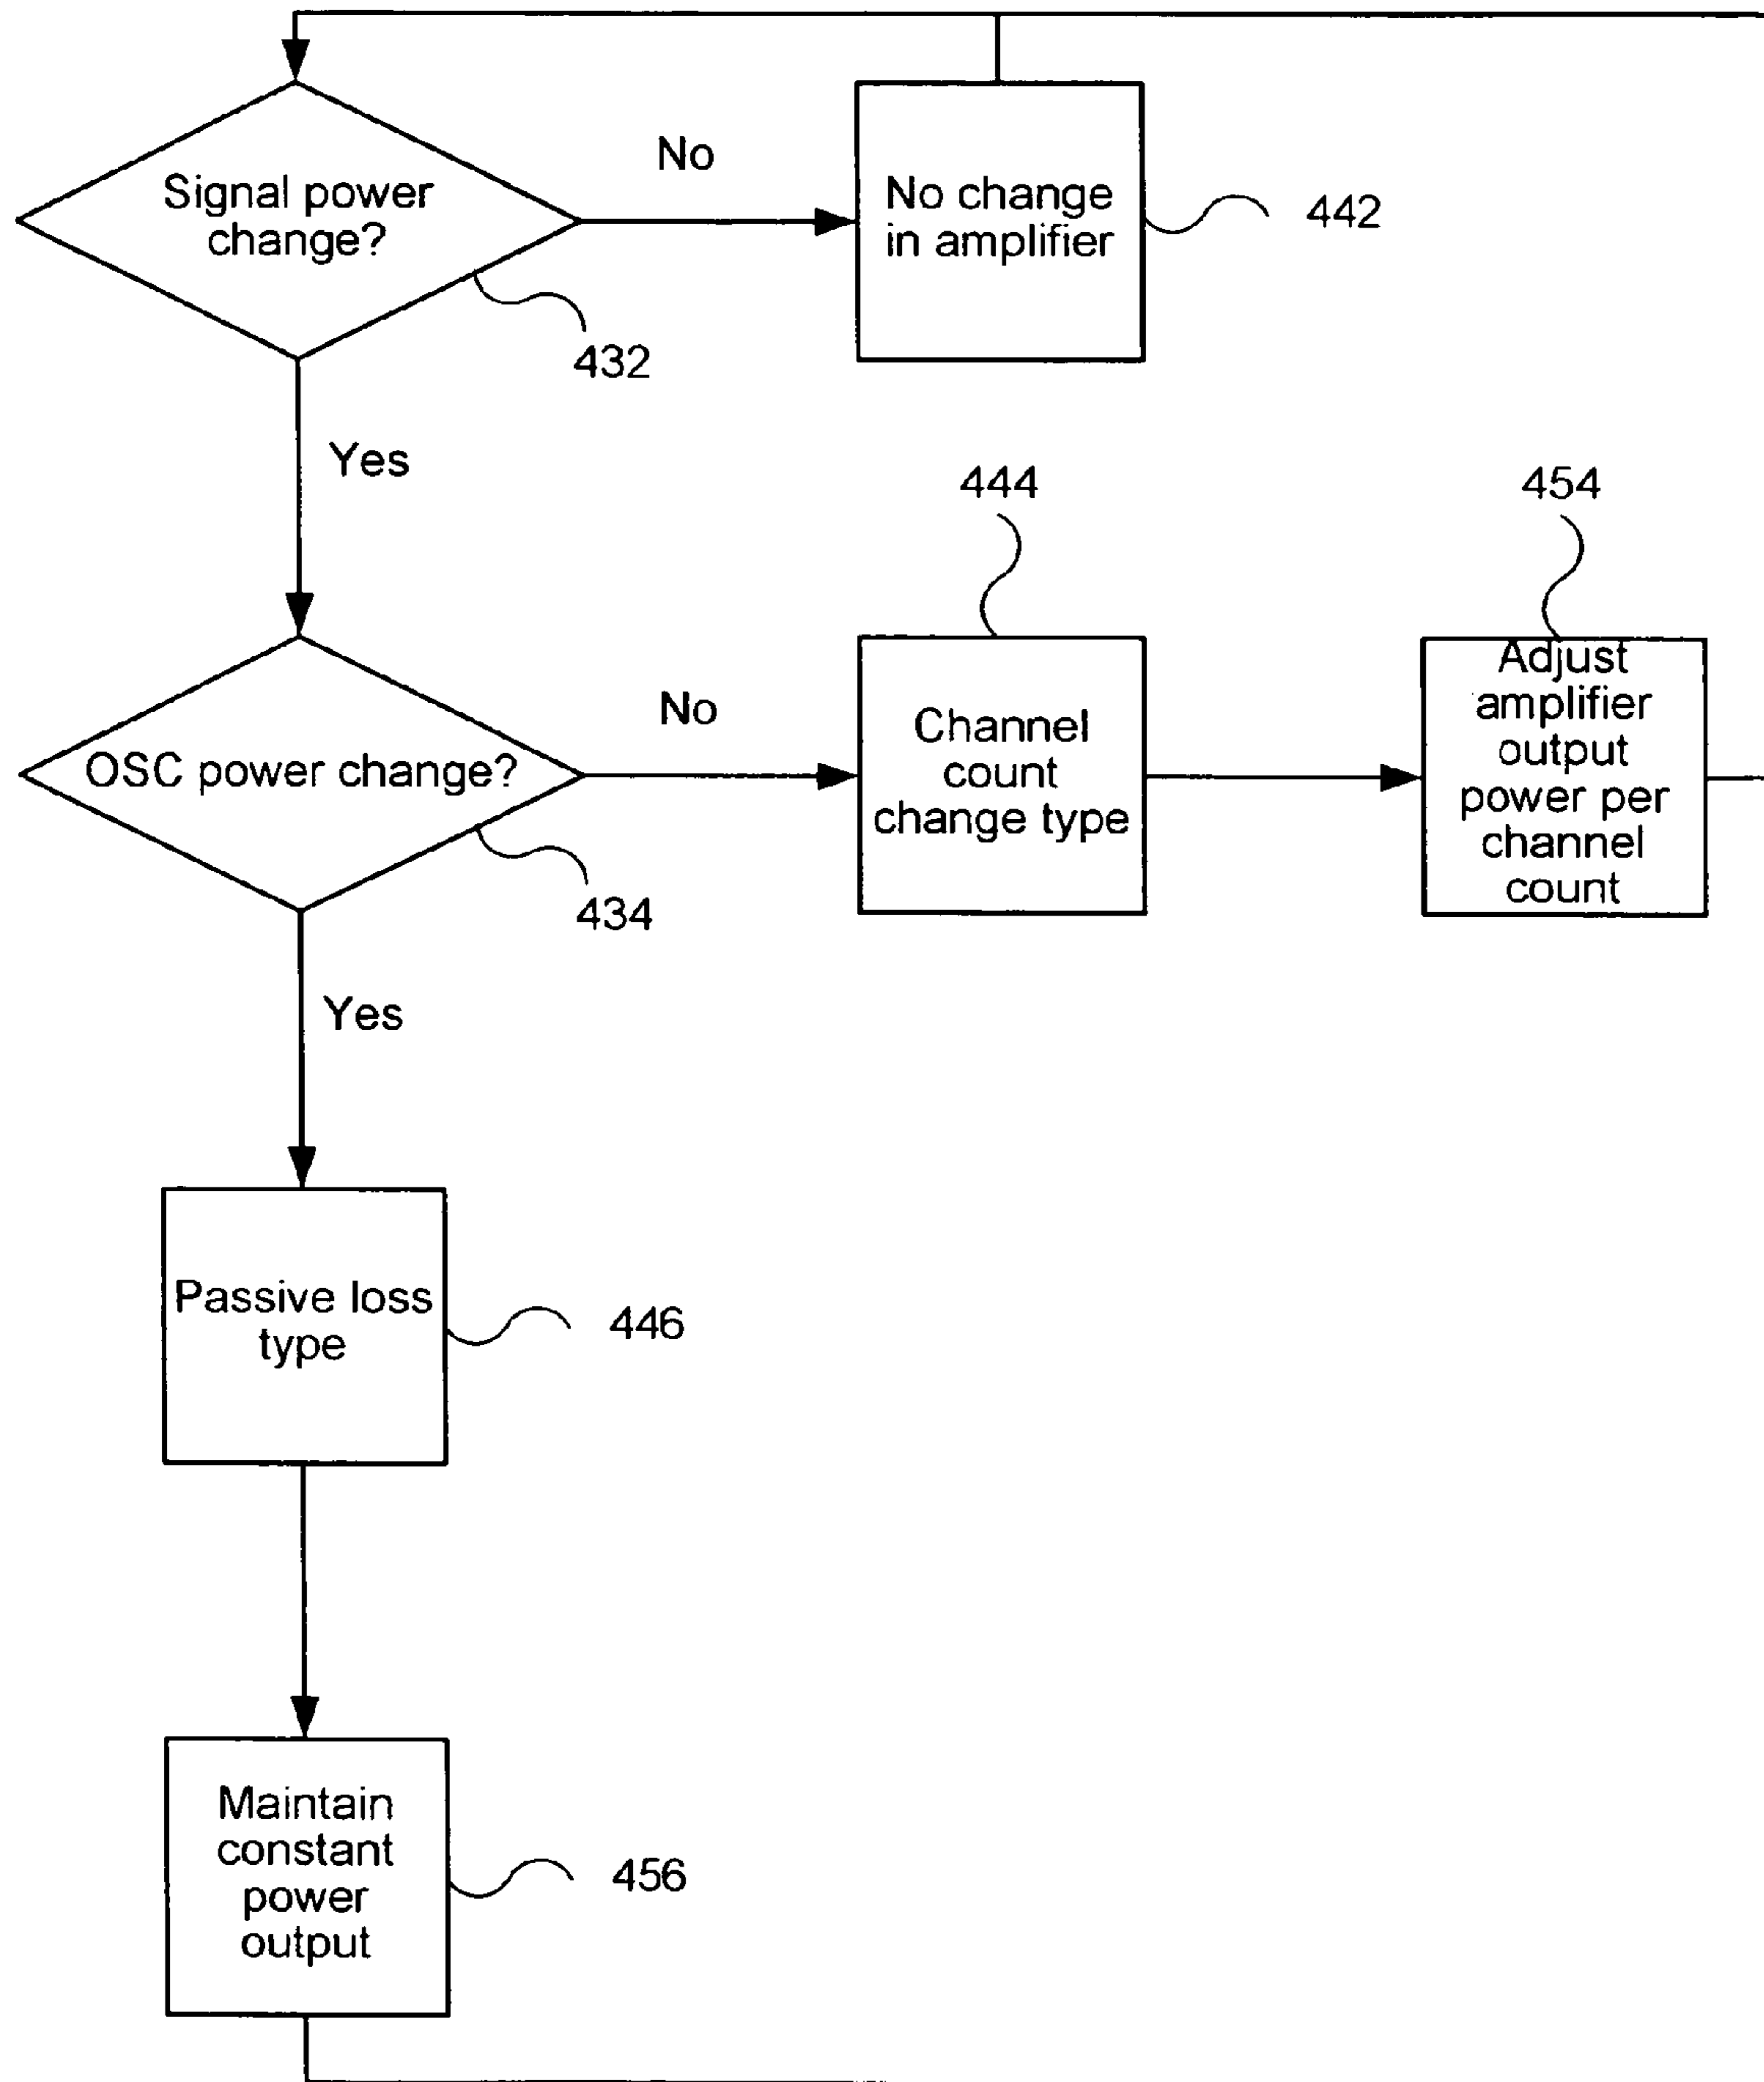 Signal power
change?
No
No change
in amplifier
442
432
Yes
444
454
OSC power change?
No
Channel
count
change type
Adjust
amplifier
output
power per
channel
count
434
Yes
Passive loss
type
446
Maintain
constant
power
output
456